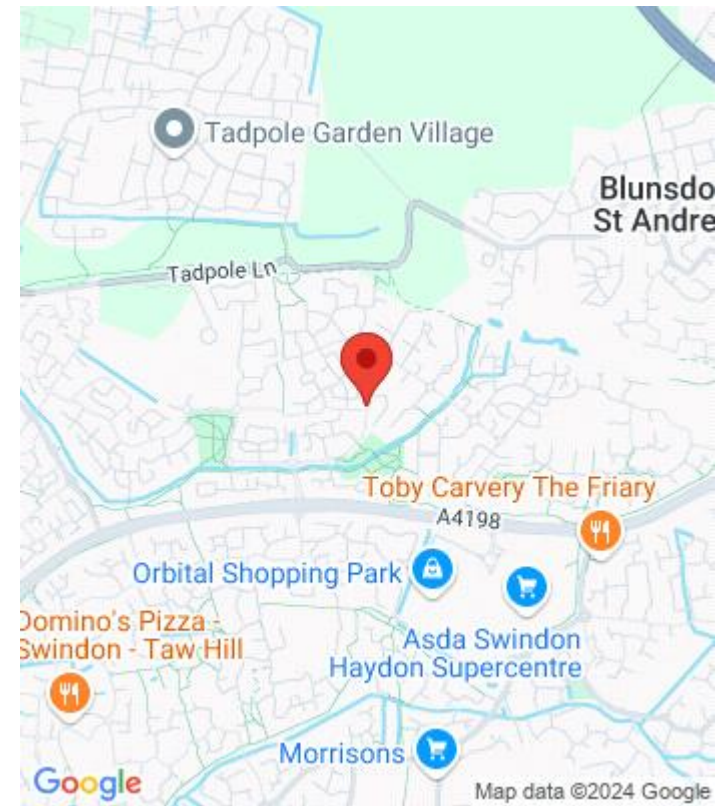 Tadpole Garden Village
Blunsdo
St Andre
Tadpole Ln
Toby Carvery The Friary
A4198
Orbital Shopping Park
Asda Swindon
Haydon Supercentre
Domino's Pizza -
Swindon - Taw Hill
Morrisons
Google
Map data ©2024 Google